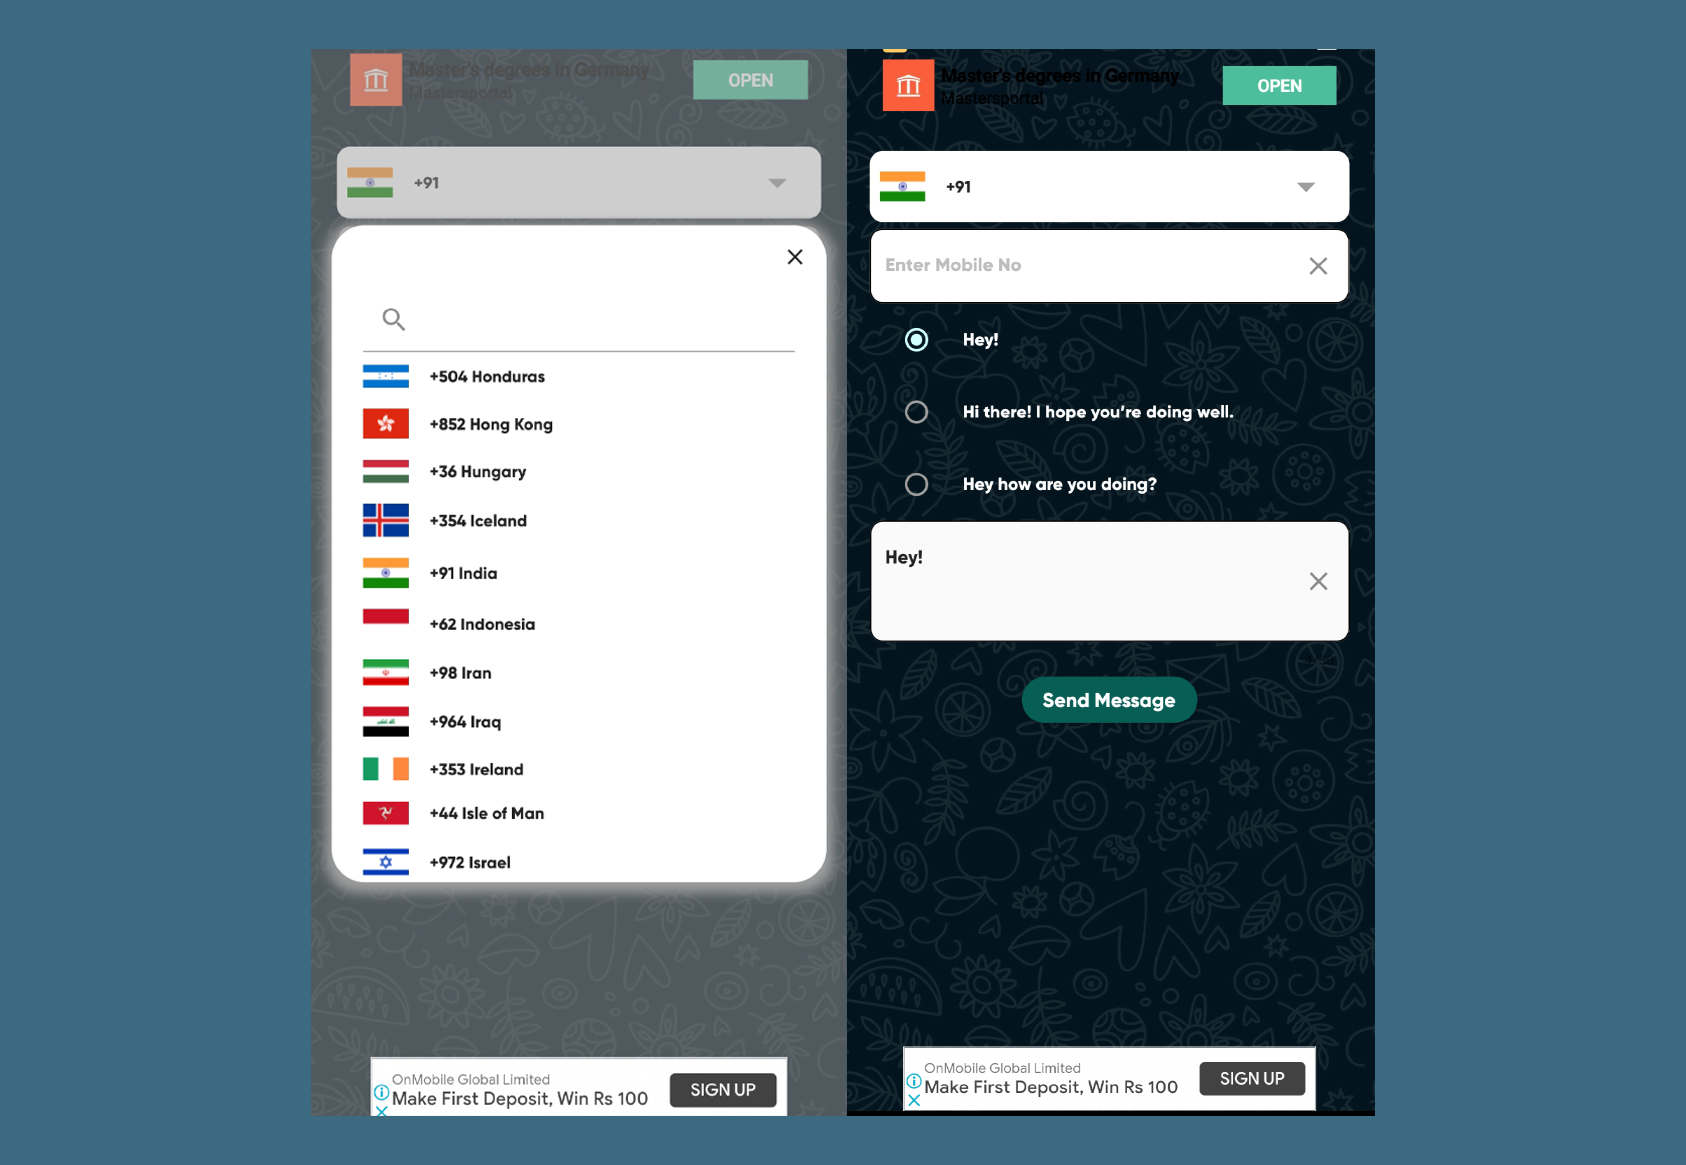 Master's degrees in Germany
Mastersportal
OPEN
+91
+504 Honduras
+852 Hong Kong
+36 Hungary
+354 Iceland
+91 India
+62 Indonesia
+98 Iran
+964 Iraq
+353 Ireland
+44 Isle of Man
+972 Israel
OnMobile Global Limited
Make First Deposit, Win Rs 100
SIGN UP
Master's degrees in Germany
Mastersportal
OPEN
+91
Enter Mobile No
Hey!
Hi there! I hope you're doing well.
Hey how are you doing?
Hey!
Send Message
OnMobile Global Limited
Make First Deposit, Win Rs 100
SIGN UP